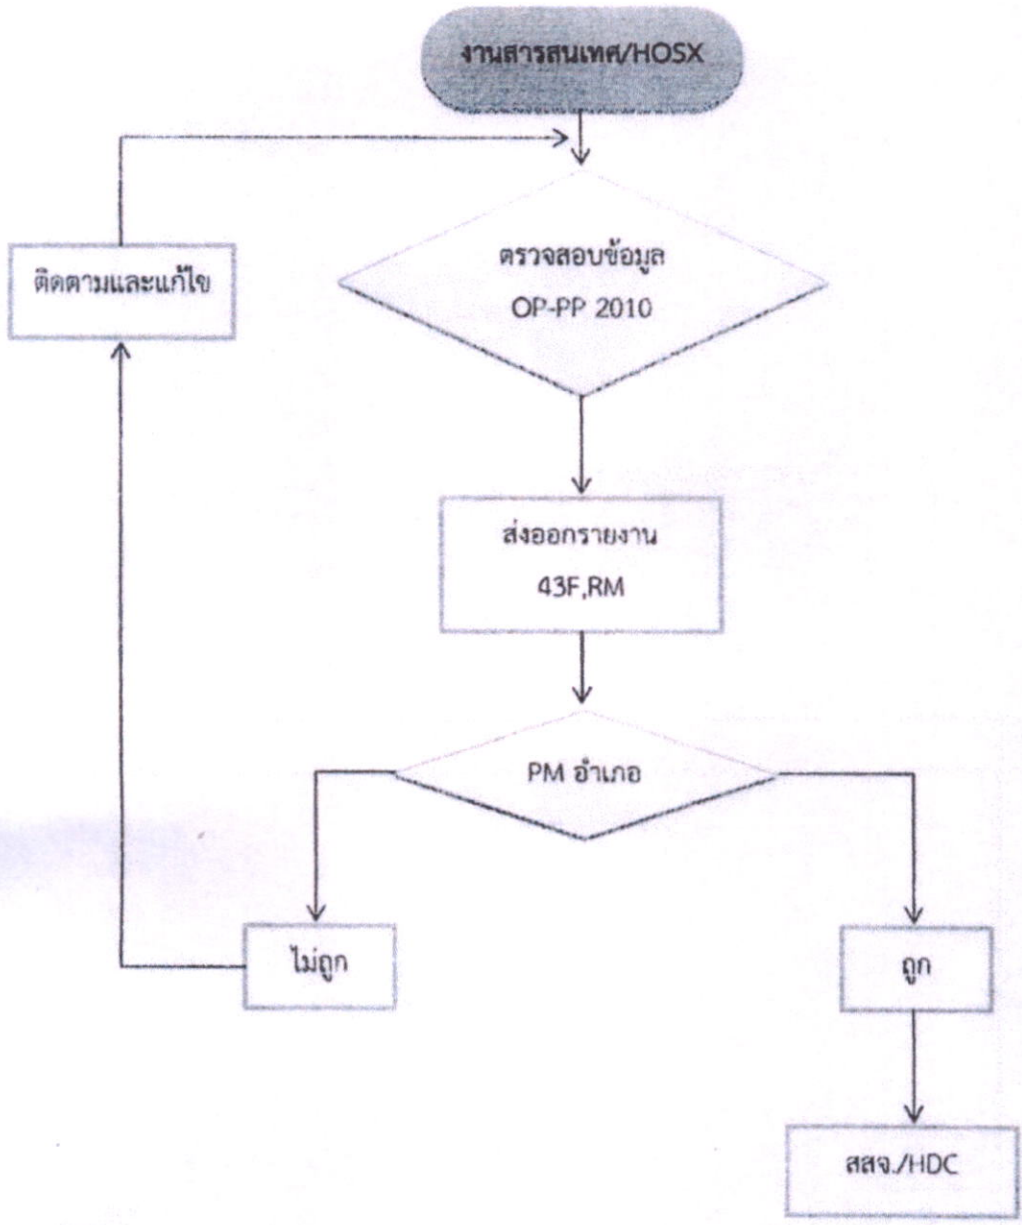 งานสารสนเทศ/HOSX
ตรวจสอบข้อมูล
OP-PP 2010
ติดตามและแก้ไข
ส่งออกรายงาน
43F,RM
PM อำเภอ
ไม่ถูก
ถูก
สสจ./HDC